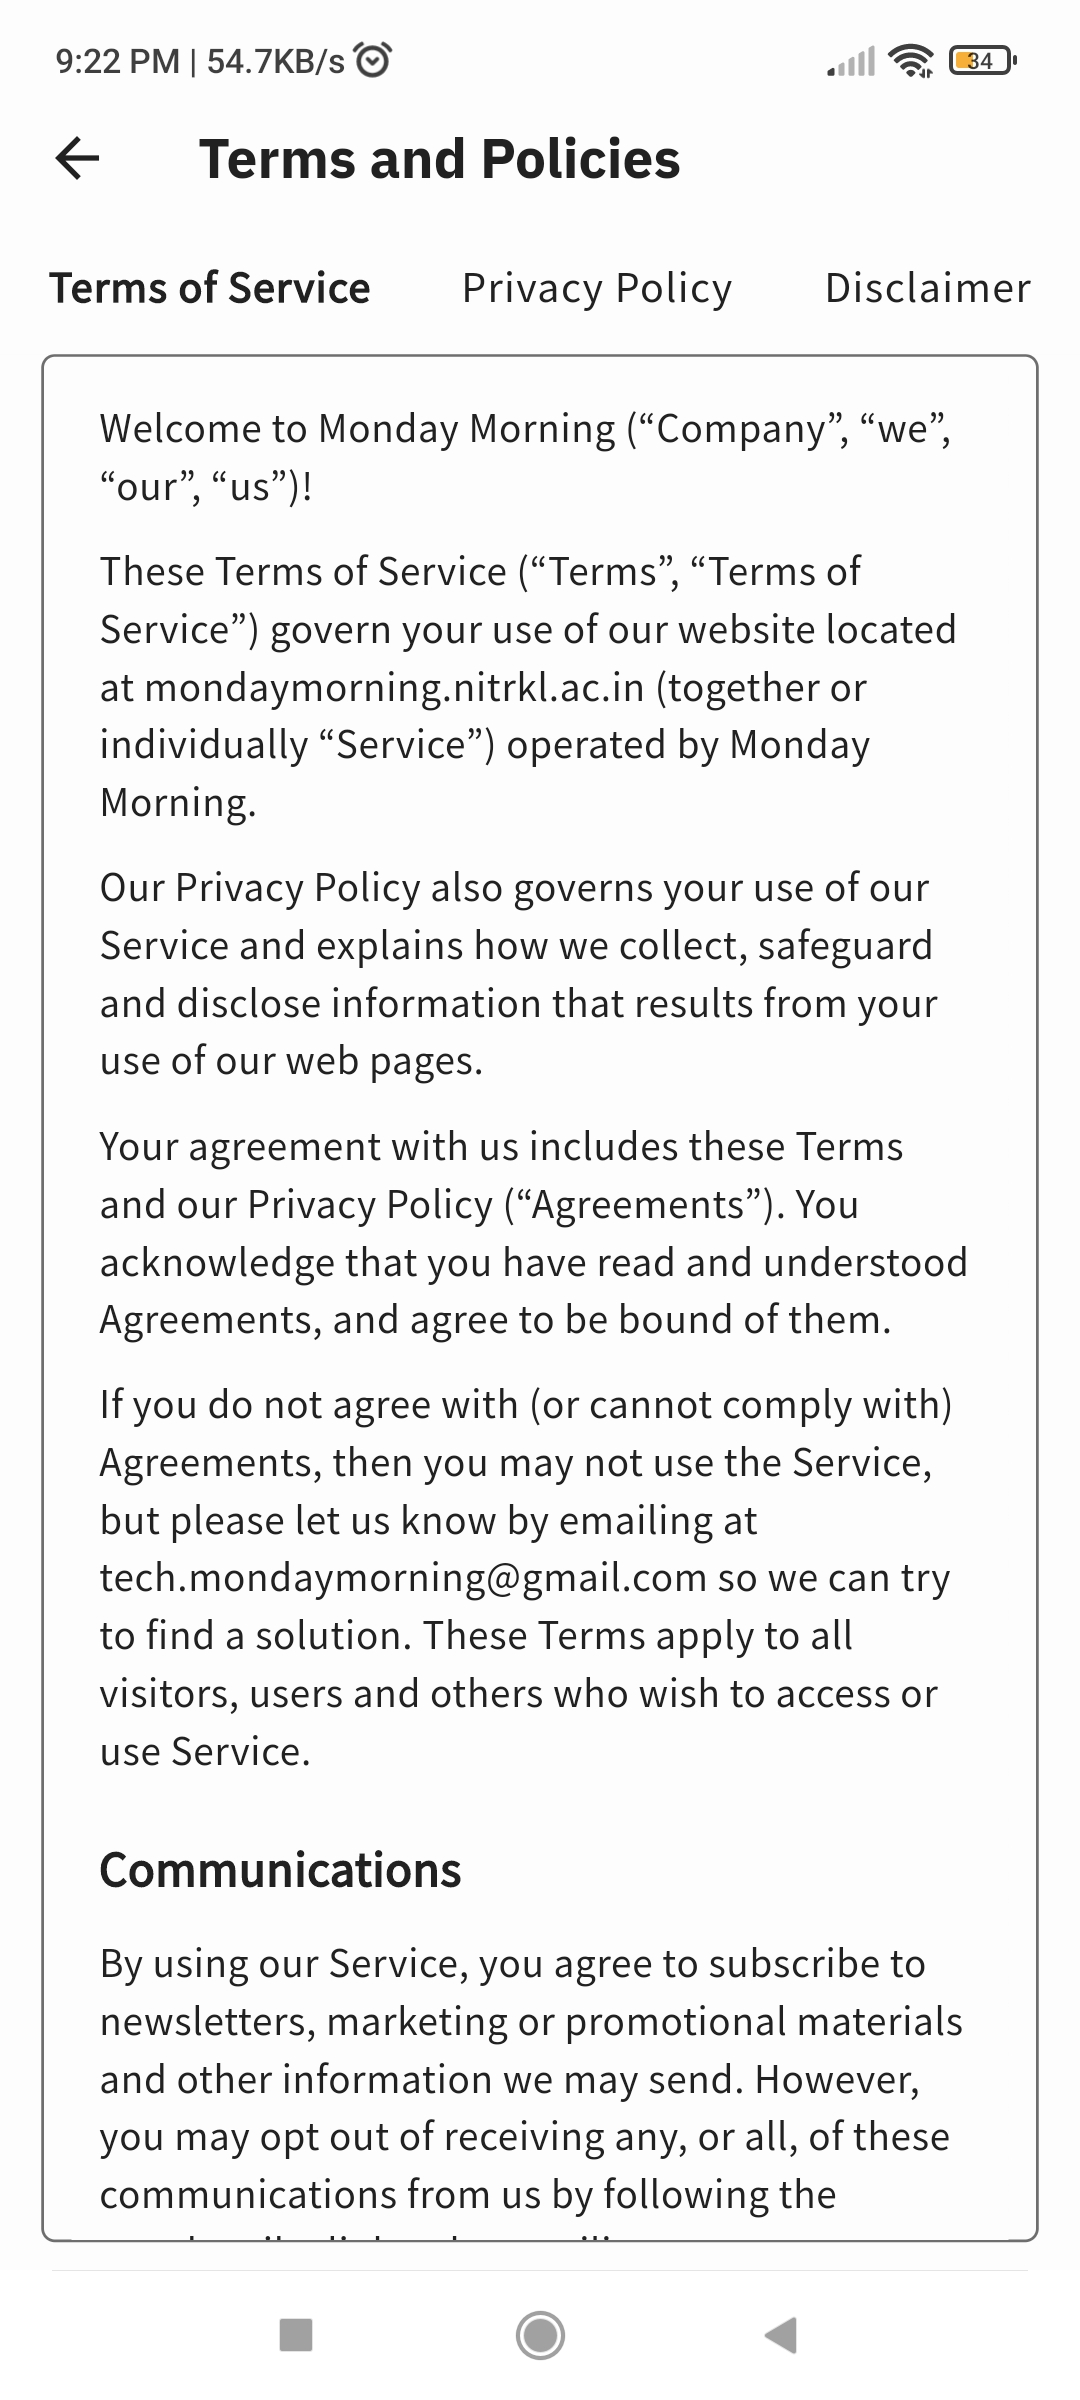 9:22 PM | 54.7KB/s
34
Terms and Policies
Terms of Service Privacy Policy Disclaimer
Welcome to Monday Morning (“Company”, “we”,
“our”, “us”)!
These Terms of Service (“Terms”, “Terms of
Service”) govern your use of our website located
at mondaymorning.nitrkl.ac.in (together or
individually “Service”) operated by Monday
Morning.
Our Privacy Policy also governs your use of our
Service and explains how we collect, safeguard
and disclose information that results from your
use of our web pages.
Your agreement with us includes these Terms
and our Privacy Policy (“Agreements”). You
acknowledge that you have read and understood
Agreements, and agree to be bound of them.
If you do not agree with (or cannot comply with)
Agreements, then you may not use the Service,
but please let us know by emailing at
tech.mondaymorning@gmail.com so we can try
to find a solution. These Terms apply to all
visitors, users and others who wish to access or
use Service.
Communications
By using our Service, you agree to subscribe to
newsletters, marketing or promotional materials
and other information we may send. However,
you may opt out of receiving any, or all, of these
communications from us by following the